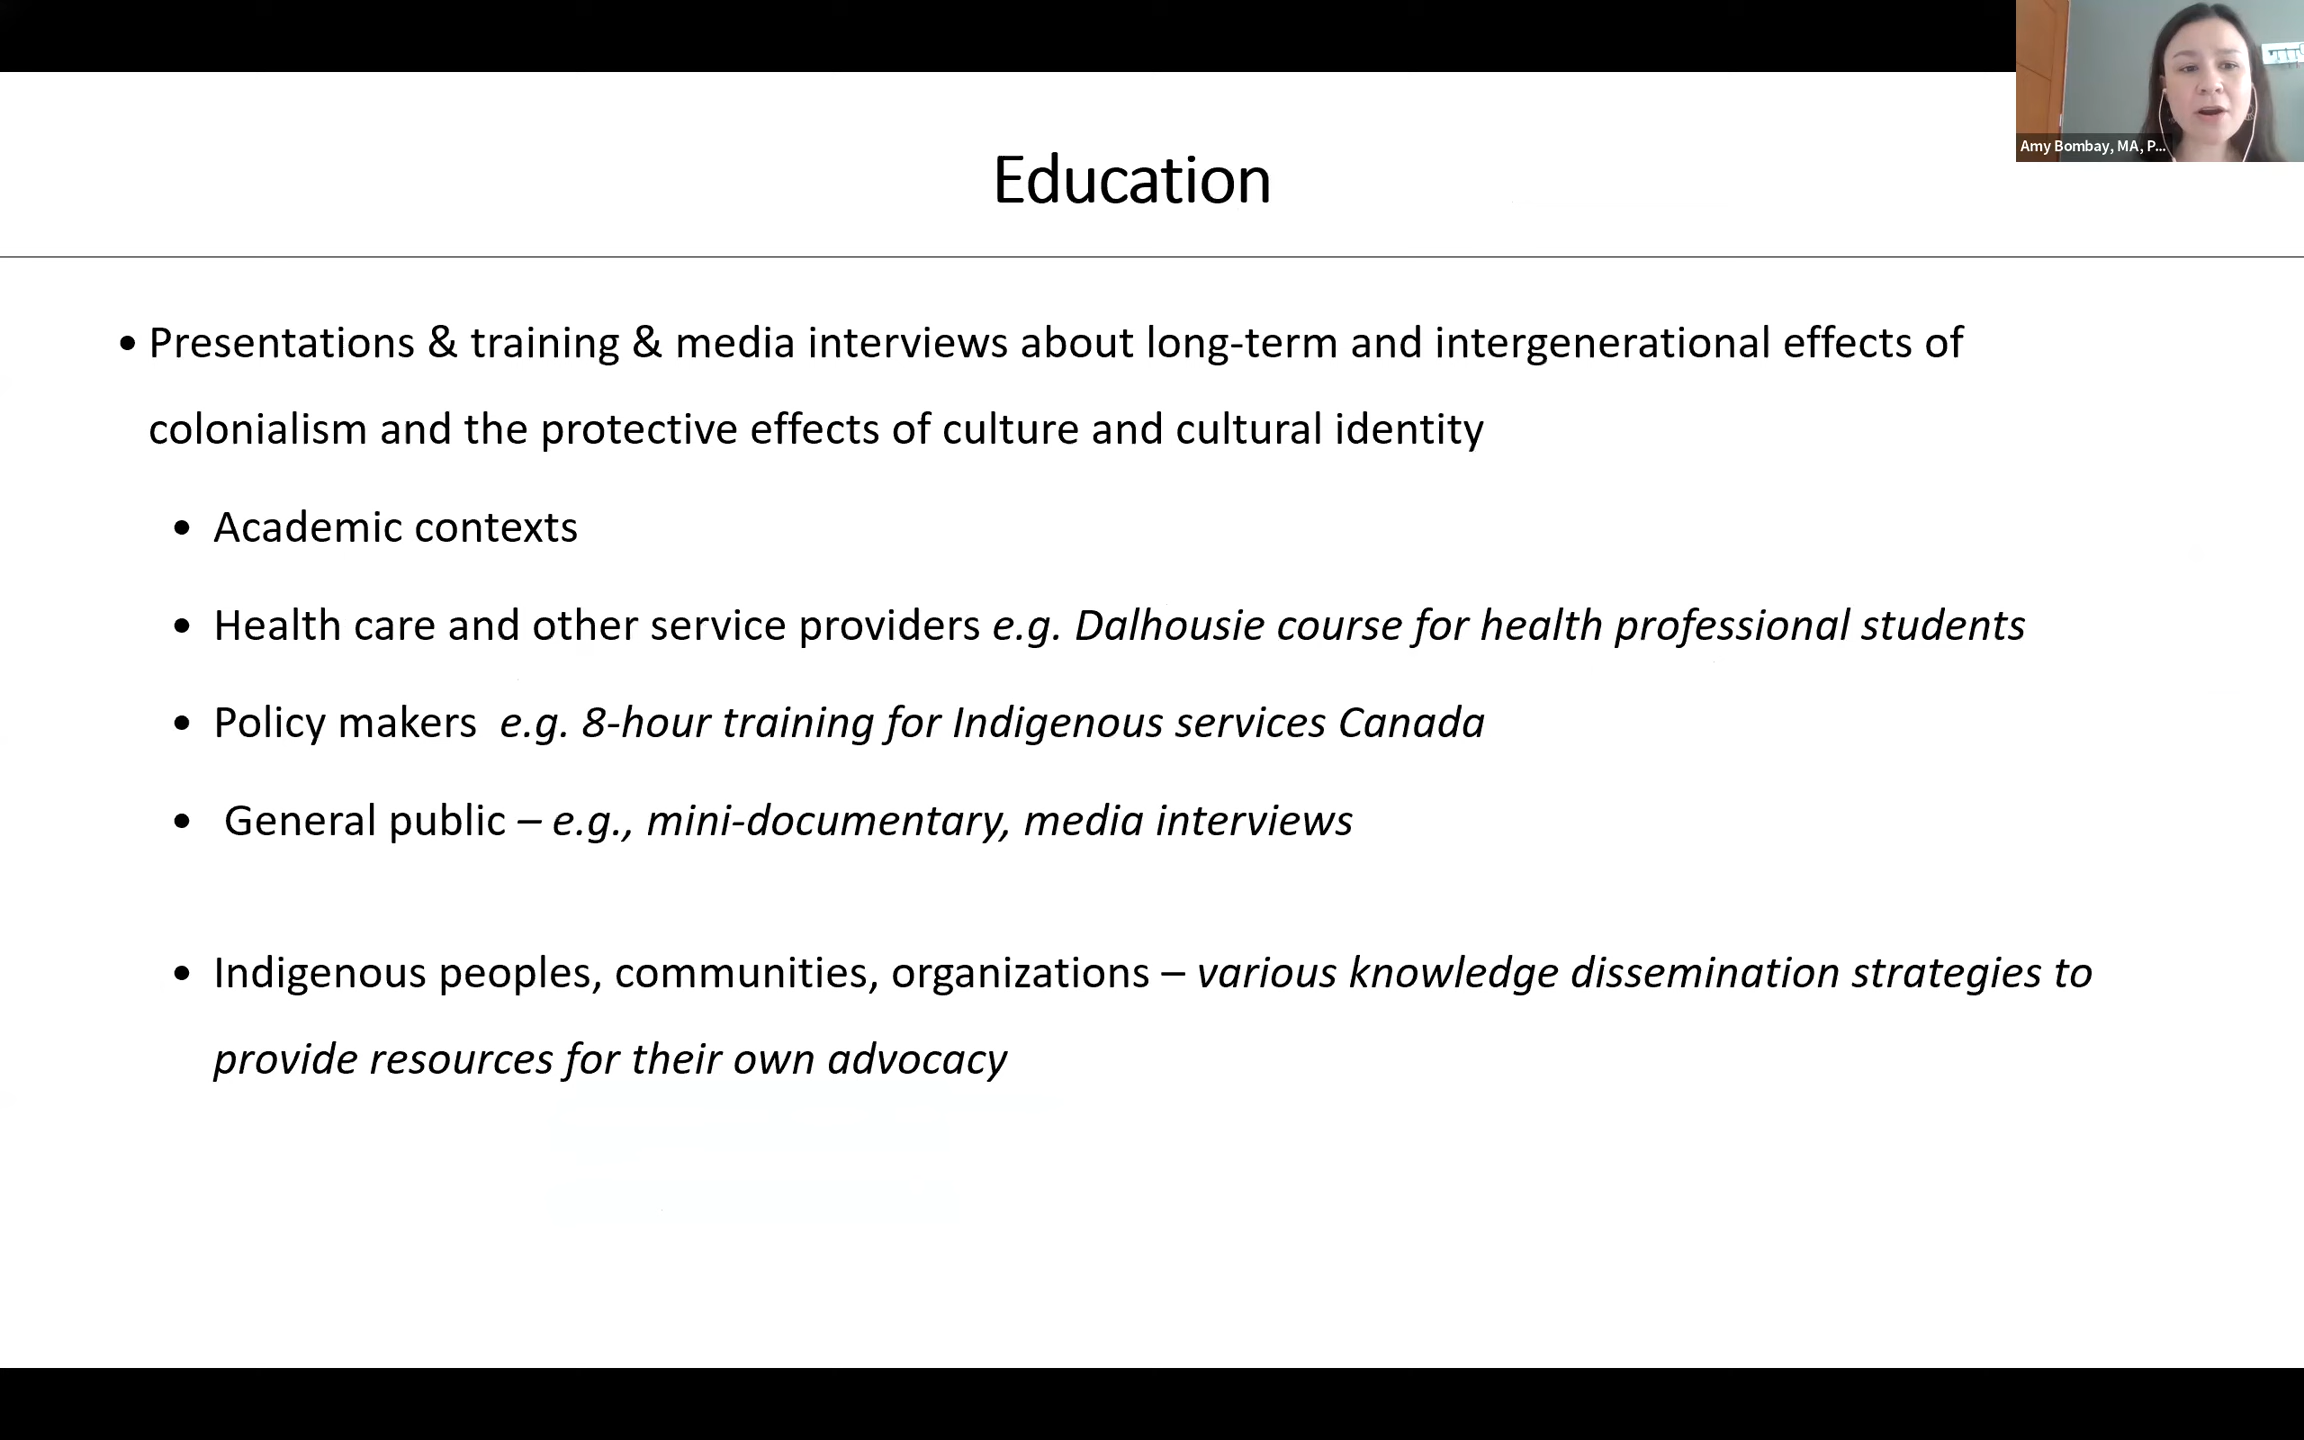 Amy Bombay, MA, P...
Education
• Presentations & training & media interviews about long-term and intergenerational effects of
colonialism and the protective effects of culture and cultural identity
• Academic contexts
• Health care and other service providers e.g. Dalhousie course for health professional students
• Policy makers e.g. 8-hour training for Indigenous services Canada
• General public – e.g., mini-documentary, media interviews
• Indigenous peoples, communities, organizations – various knowledge dissemination strategies to
provide resources for their own advocacy